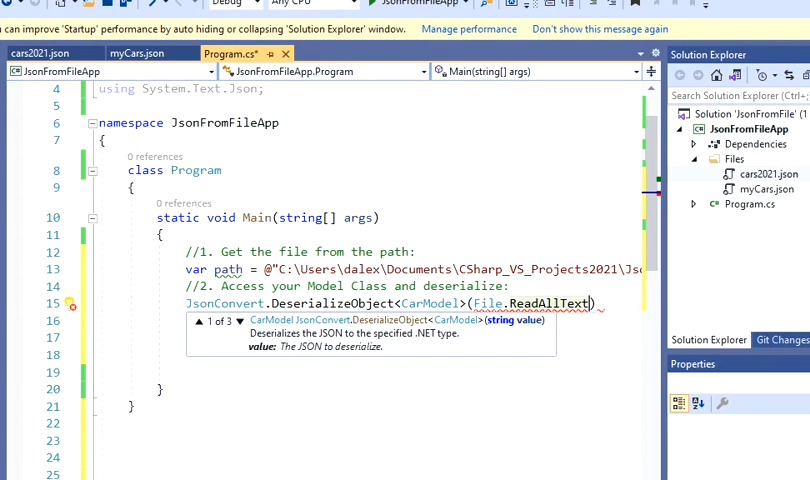 Debug
Any CPU
JsonFromFileApp
can improve 'Startup' performance by auto hiding or collapsing 'Solution Explorer' window.
Manage performance
Don't show this message again
cars2021.json
myCars.json
Program.cs*
Solution Explorer
JsonFromFileApp
JsonFromFileApp.Program
Main(string[] args)
Search Solution Explorer (Ctrl+;
Solution 'JsonFromFile' (1
JsonFromFileApp
Dependencies
Files
cars2021.json
myCars.json
Program.cs
4 using System.Text.Json;
5
6 namespace JsonFromFileApp
7 {
0 references
8 class Program
9 {
0 references
10 static void Main(string[] args)
11 {
12 //1. Get the file from the path:
13 var path = @"C:\Users\dalex\Documents\CSharp_VS_Projects2021\Jso
14 //2. Access your Model Class and deserialize:
15 JsonConvert.DeserializeObject<CarModel>(File.ReadAllText)
16
17
18
20 }
21 }
22
23
24
25
1 of 3 CarModel JsonConvert.DeserializeObject<CarModel>(string value)
Deserializes the JSON to the specified .NET type.
value: The JSON to deserialize.
Solution Explorer
Git Changes
Properties